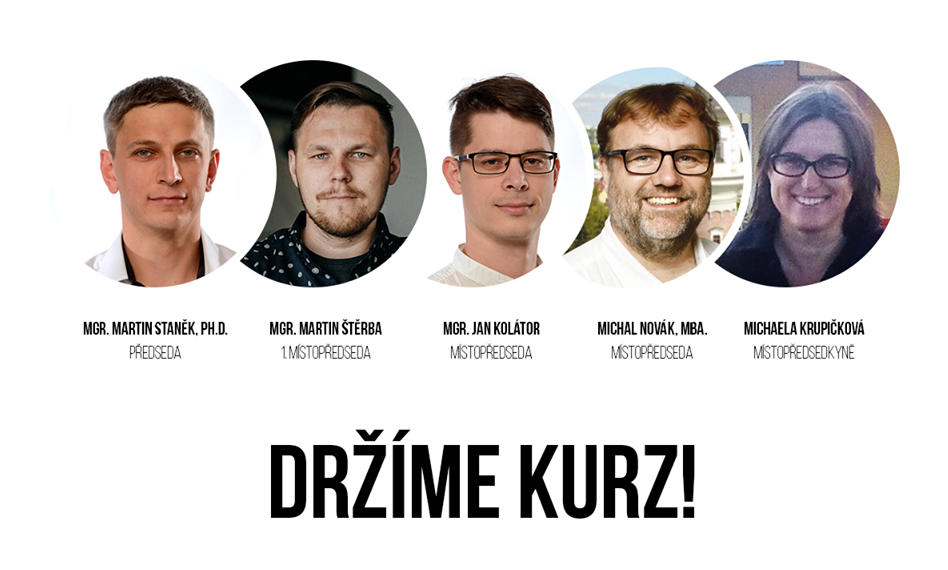 MGR. MARTIN STANĚK, PH.D.
PŘEDSEDA
MGR. MARTIN ŠTĚRBA
1. MÍSTOPŘEDSEDA
MGR. JAN KOLÁTOR
MÍSTOPŘEDSEDA
MICHAL NOVÁK, MBA.
MÍSTOPŘEDSEDA
MICHAELA KRUPIČKOVÁ
MÍSTOPŘEDSEDKYNĚ
DRŽÍME KURZ!